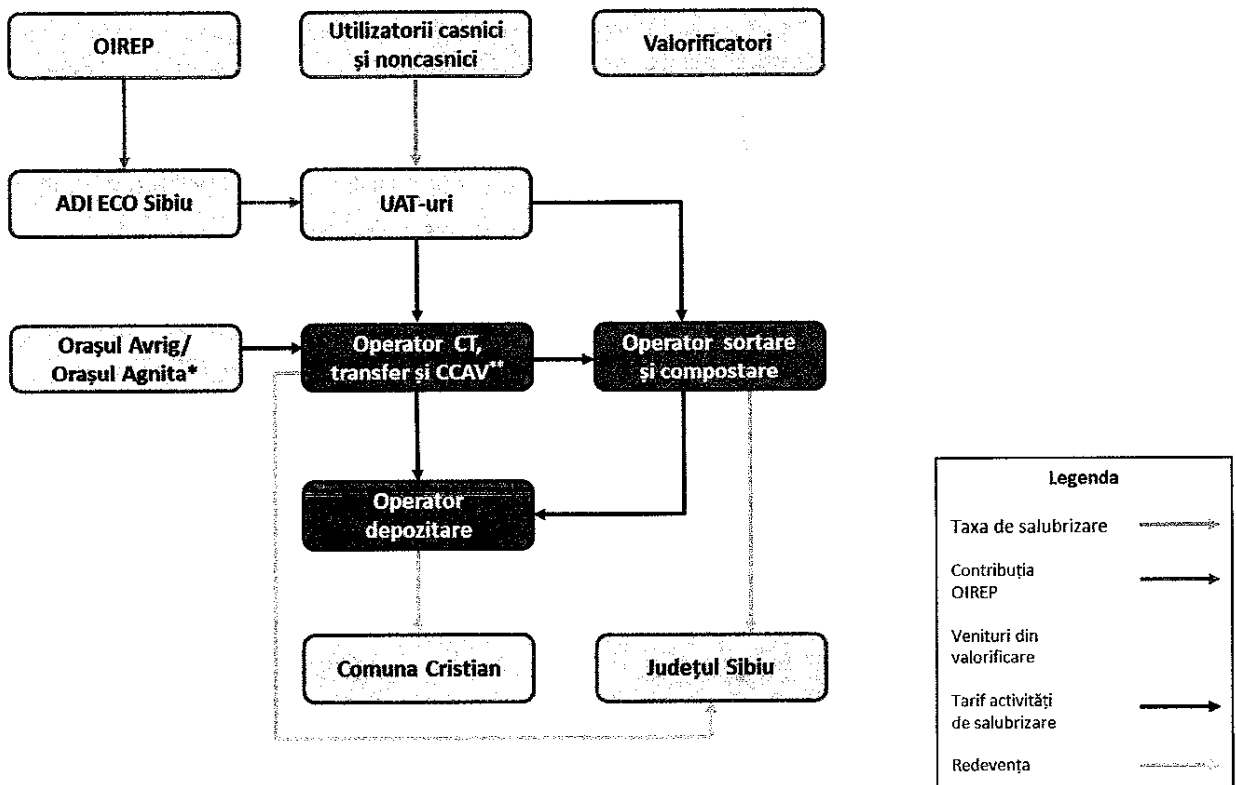 OIREP
Utilizatorii casnici
și noncasnici
Valorificatori
ADI ECO Sibiu
UAT-uri
Orașul Avrig/
Orașul Agnita*
Operator CT,
transfer și CCAV**
Operator sortare
și compostare
Operator
depozitare
Comuna Cristian
Județul Sibiu
Legenda
Taxa de salubrizare
Contribuția
OIREP
Venituri din
valorificare
Tarif activități
de salubrizare
Redevența